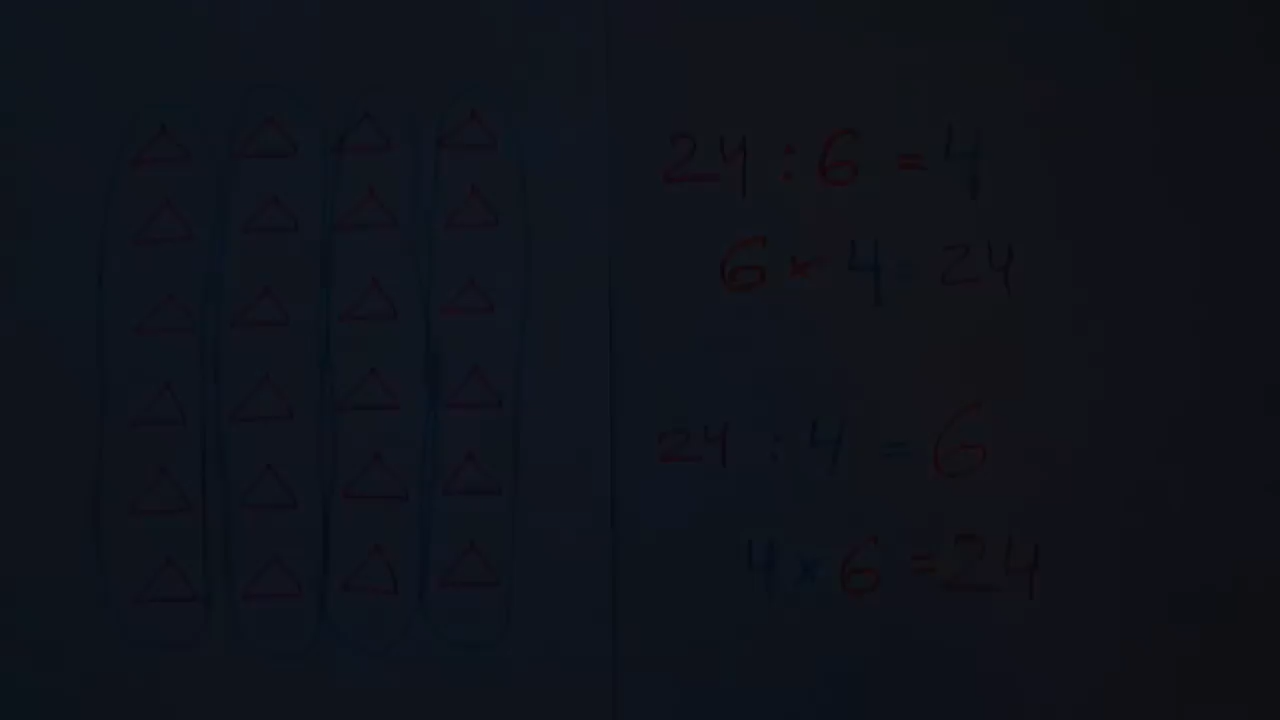 24 : 6 = 4
6 × 4 = 24
24 : 4 = 6
4 × 6 = 24